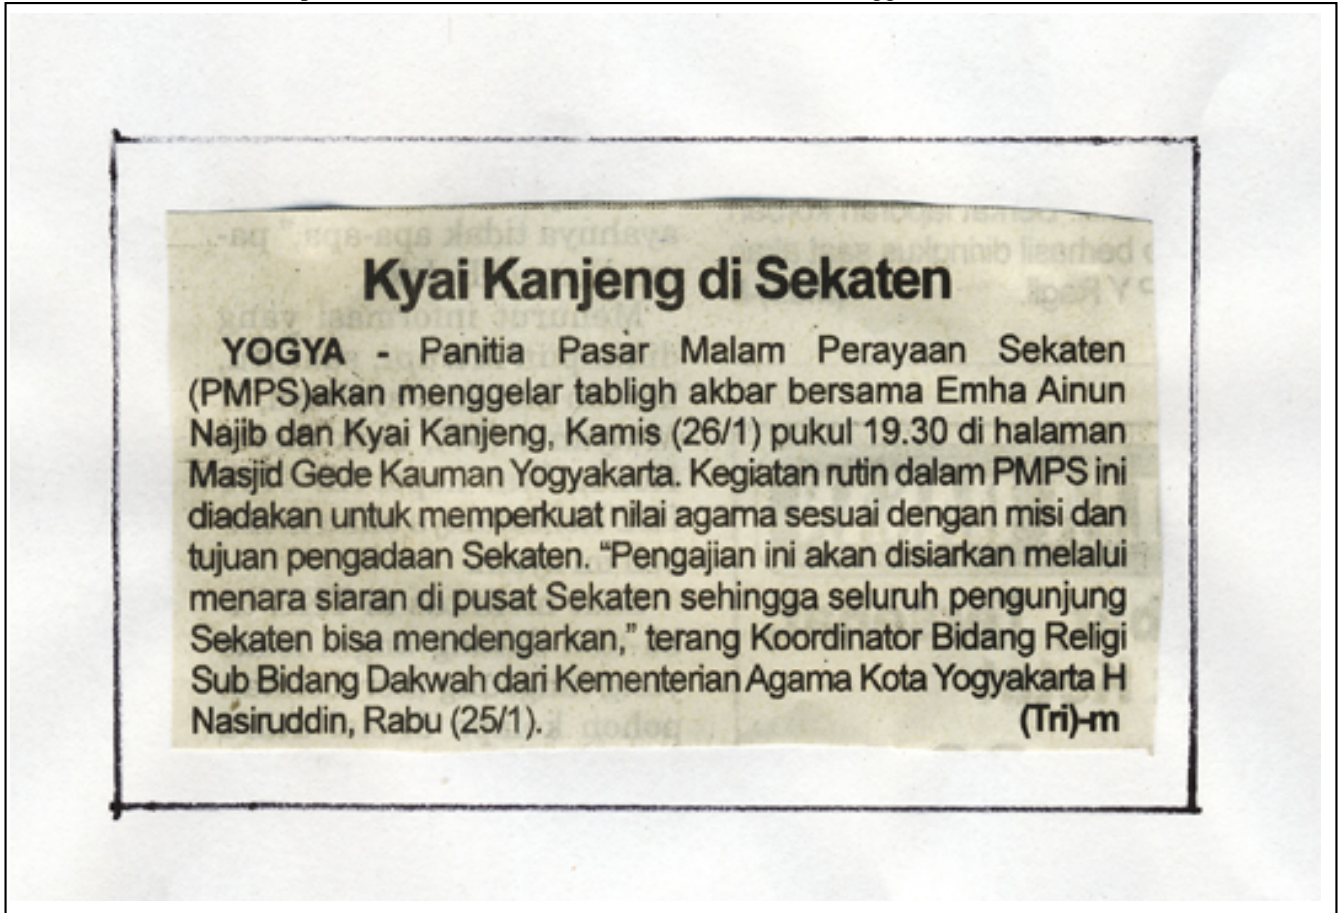 Kyai Kanjeng di Sekaten
YOGYA - Panitia Pasar Malam Perayaan Sekaten
(PMPS)akan menggelar tabligh akbar bersama Emha Ainun
Najib dan Kyai Kanjeng, Kamis (26/1) pukul 19.30 di halaman
Masjid Gede Kauman Yogyakarta. Kegiatan rutin dalam PMPS ini
diadakan untuk memperkuat nilai agama sesuai dengan misi dan
tujuan pengadaan Sekaten. “Pengajian ini akan disiarkan melalui
menara siaran di pusat Sekaten sehingga seluruh pengunjung
Sekaten bisa mendengarkan,” terang Koordinator Bidang Religi
Sub Bidang Dakwah dari Kementerian Agama Kota Yogyakarta H
Nasiruddin, Rabu (25/1). (Tri)-m